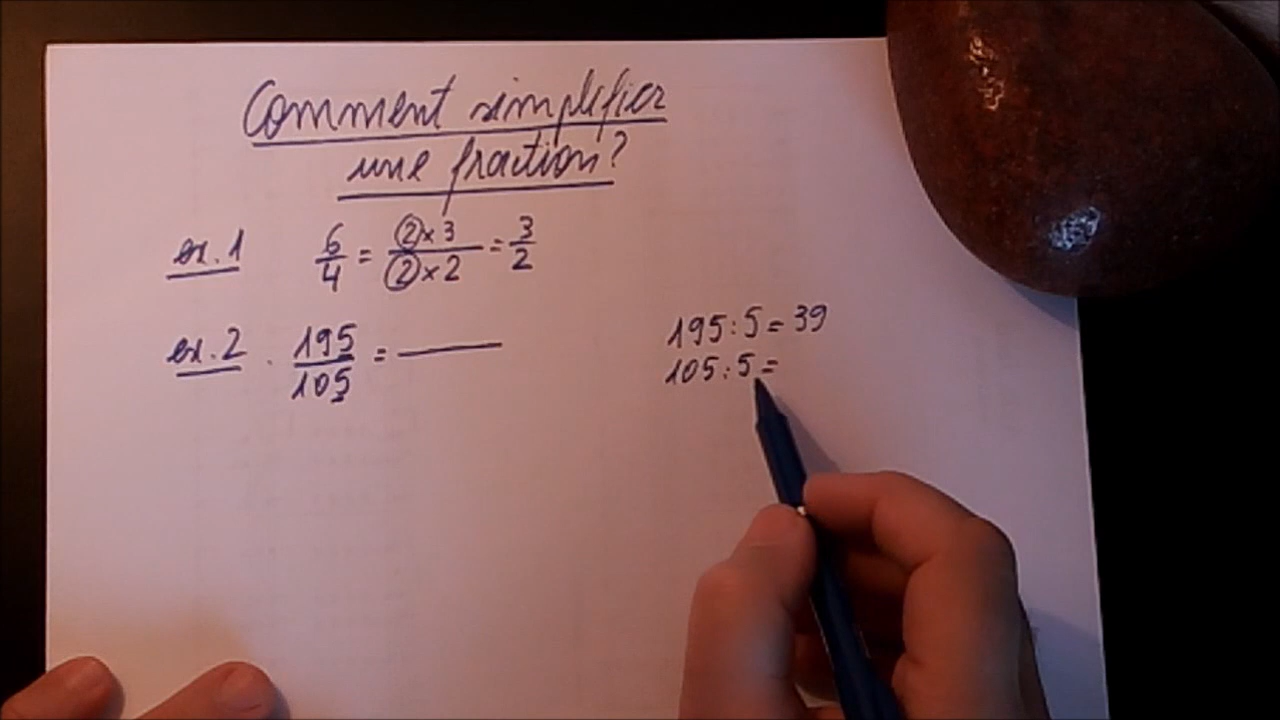 Comment simplifier
une fraction?
ex. 1 6/4 = 2×3/2×2 = 3/2
ex. 2 . 195/105 =
195:5=39
105:5=